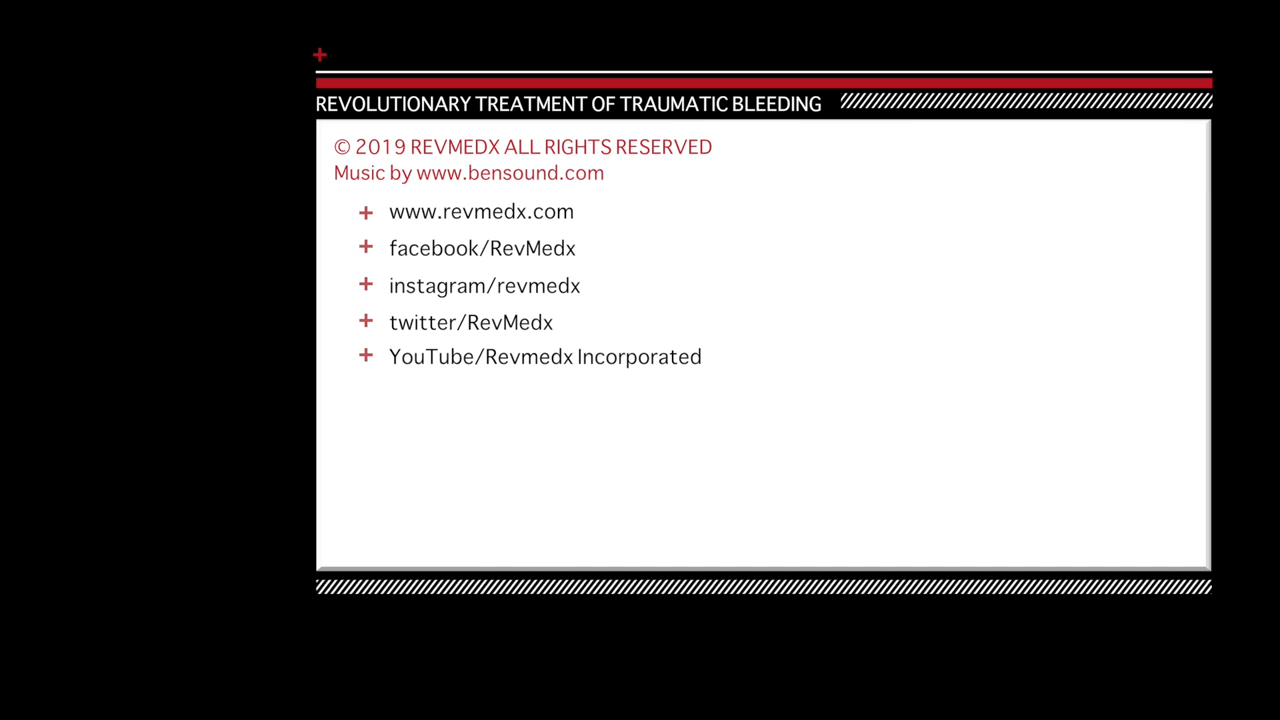 REVOLUTIONARY TREATMENT OF TRAUMATIC BLEEDING
© 2019 REVMEDX ALL RIGHTS RESERVED
Music by www.bensound.com
www.revmedx.com
facebook/RevMedx
instagram/revmedx
twitter/RevMedx
YouTube/Revmedx Incorporated